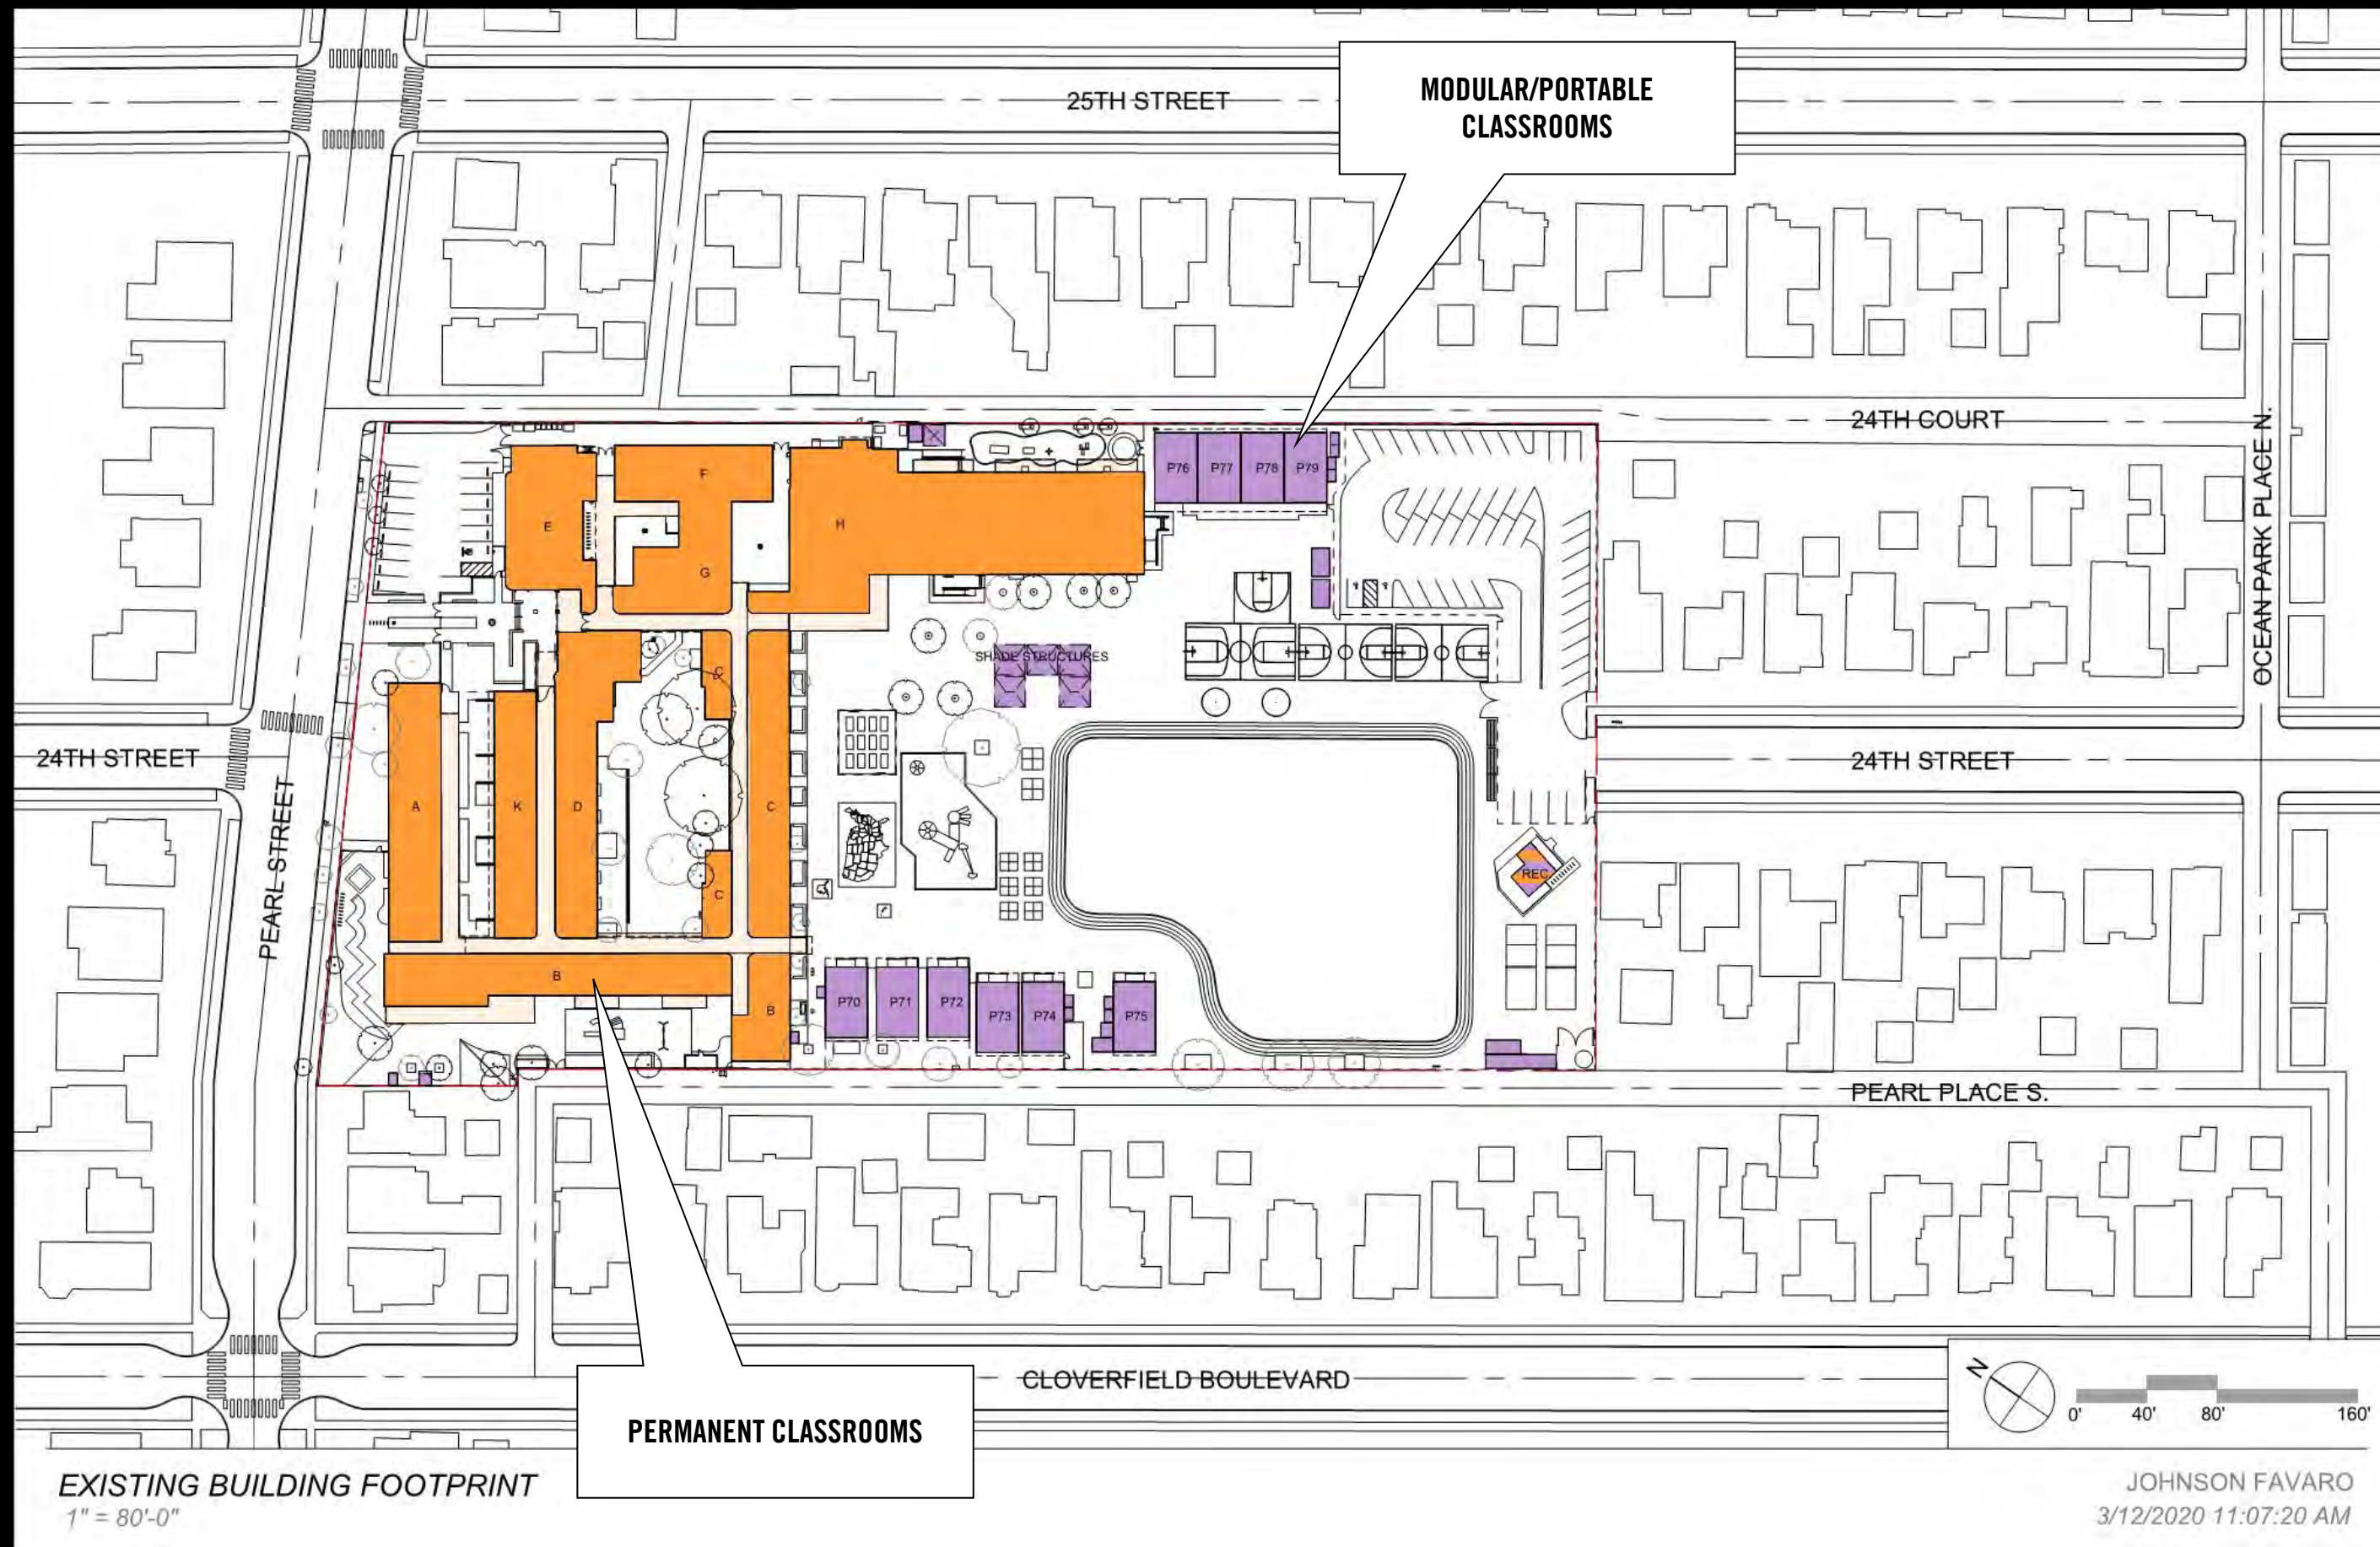 25TH STREET
MODULAR/PORTABLE
CLASSROOMS
24TH COURT
OCEAN PARK PLACE N.
P76
P77
P78
P79
F
E
H
G
SHADE STRUCTURES
C
24TH STREET
24TH STREET
PEARL STREET
A
K
D
C
C
REC
B
B
P70
P71
P72
P73
P74
P75
PEARL PLACE S.
CLOVERFIELD BOULEVARD
PERMANENT CLASSROOMS
N
0'
40'
80'
160'
EXISTING BUILDING FOOTPRINT
1" = 80'-0"
JOHNSON FAVARO
3/12/2020 11:07:20 AM